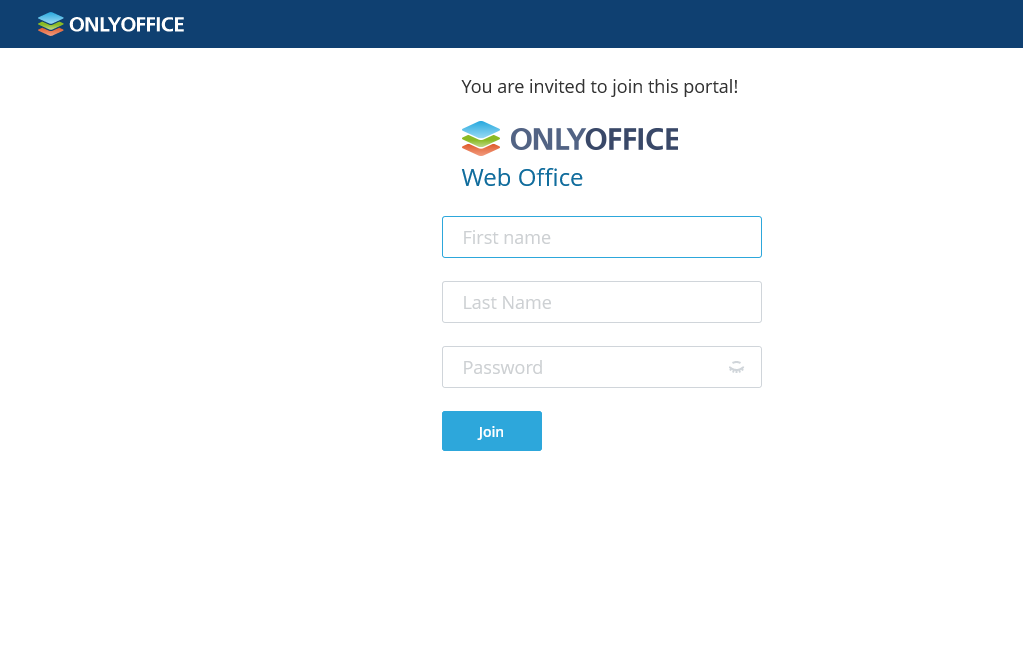 ONLYOFFICE
You are invited to join this portal!
ONLYOFFICE
Web Office
First name
Last Name
Password
Join